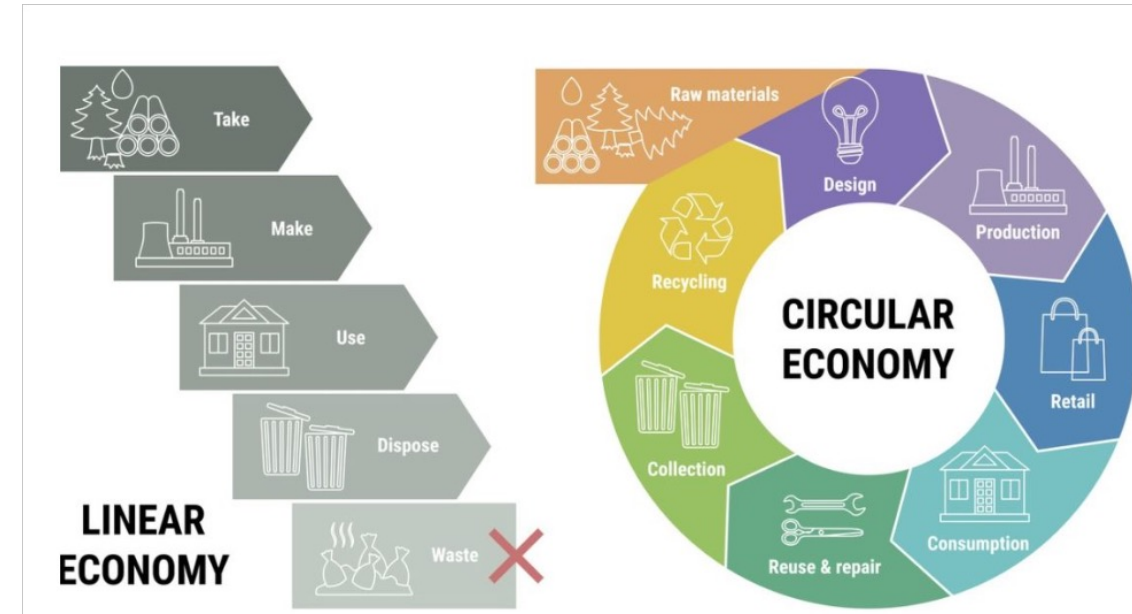 Take
Make
Use
Dispose
Waste
LINEAR
ECONOMY
Raw materials
Design
Production
Retail
Consumption
Reuse & repair
Collection
Recycling
CIRCULAR
ECONOMY